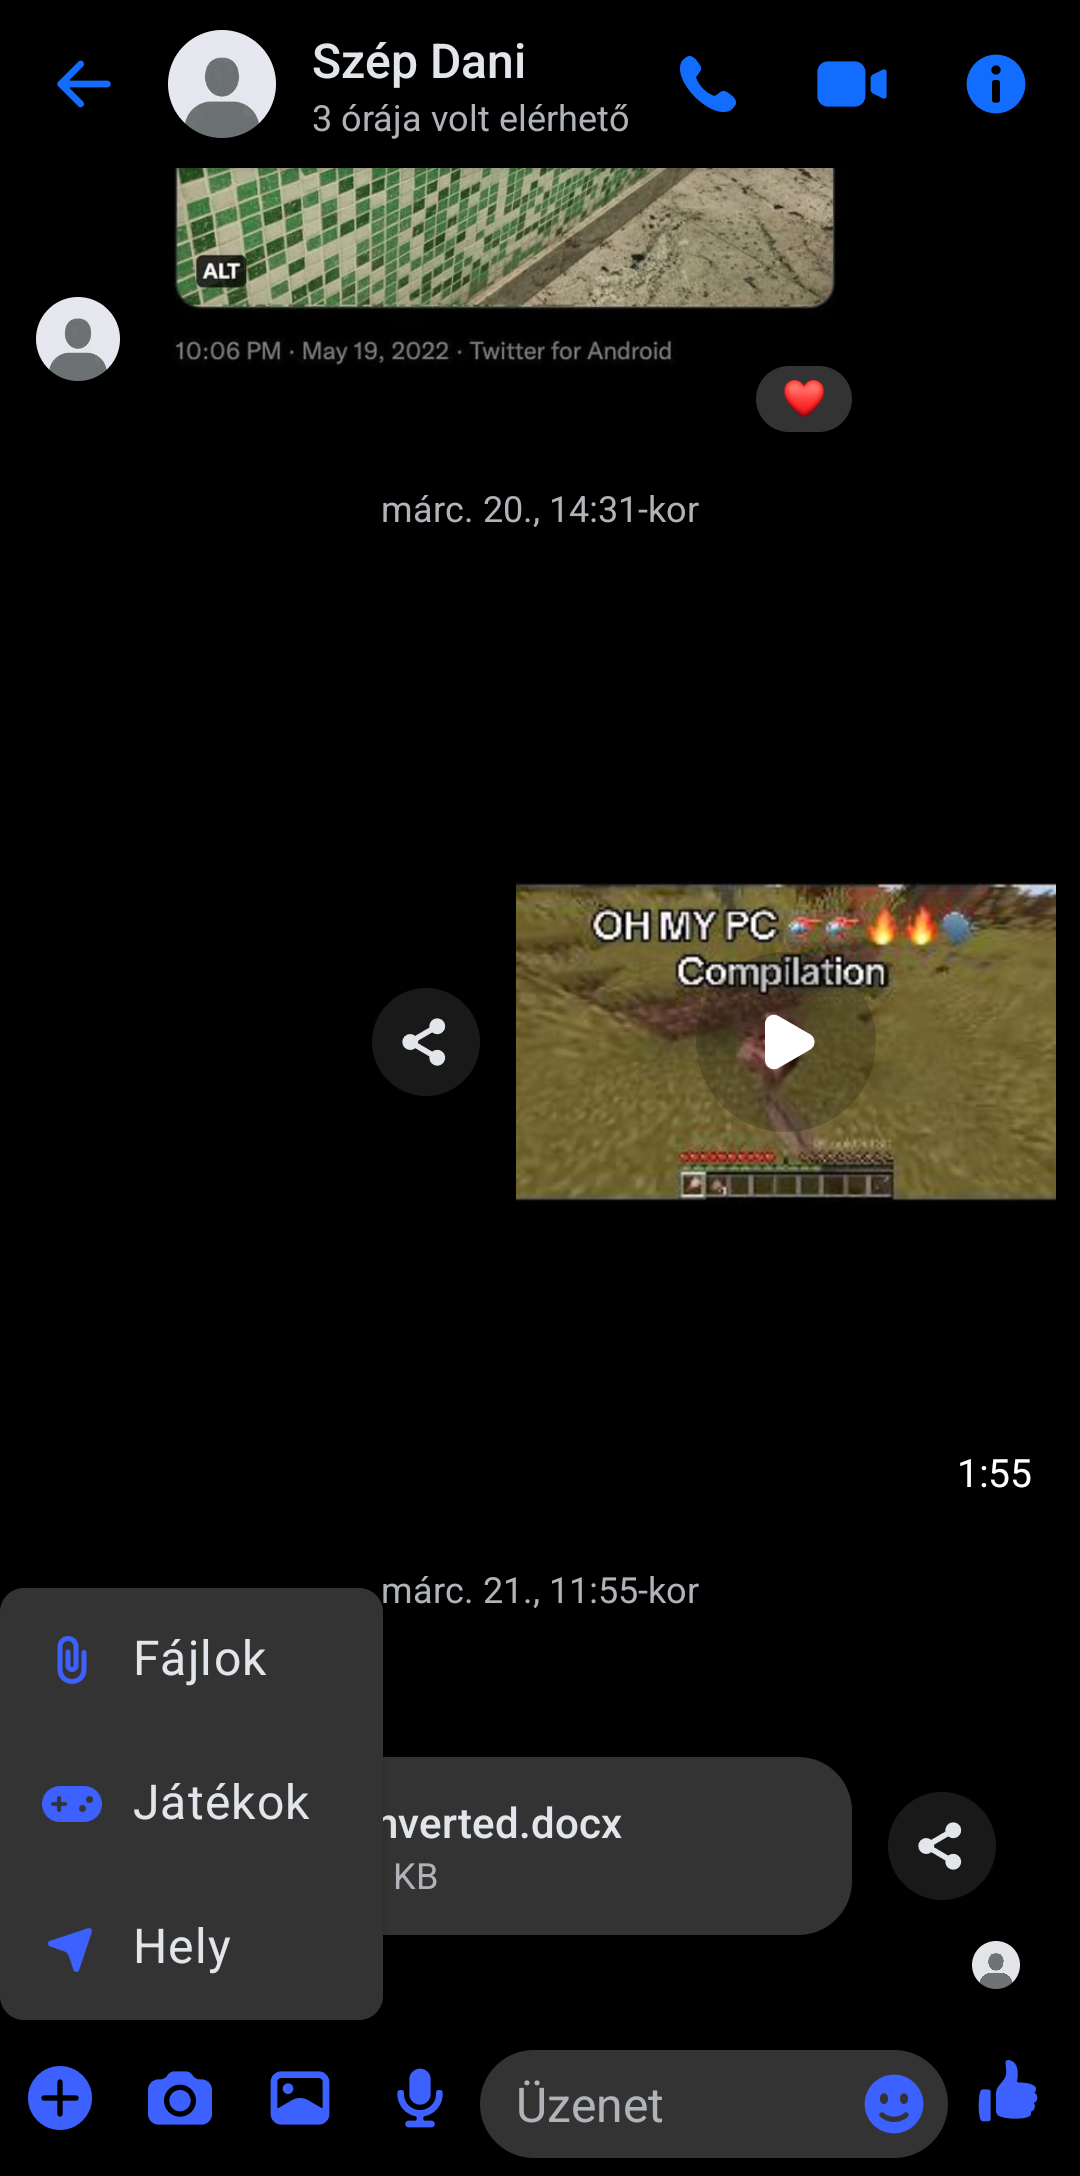 Szép Dani
3 órája volt elérhető
ALT
10:06 PM · May 19, 2022 · Twitter for Android
márc. 20., 14:31-kor
OH MY PC
Compilation
1:55
márc. 21., 11:55-kor
Fájlok
Játékok
nverted.docx
KB
Hely
Üzenet